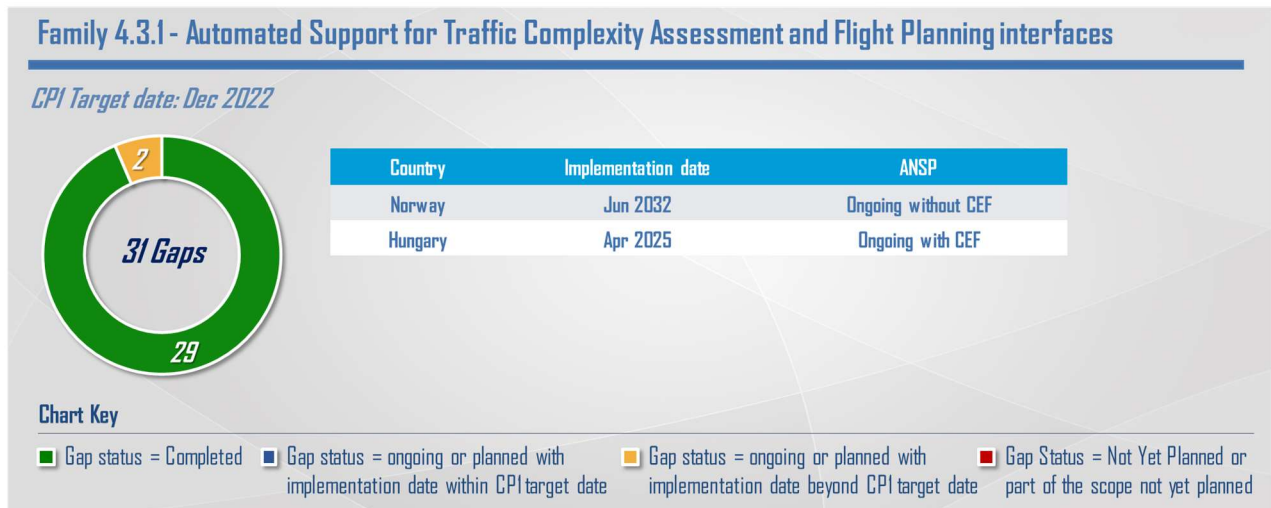 Family 4.3.1 - Automated Support for Traffic Complexity Assessment and Flight Planning interfaces
CP1 Target date: Dec 2022
2
31 Gaps
29
Country Implementation date ANSP
Norway Jun 2032 Ongoing without CEF
Hungary Apr 2025 Ongoing with CEF
Chart Key
Gap status = Completed
Gap status = ongoing or planned with
implementation date within CP1 target date
Gap status = ongoing or planned with
implementation date beyond CP1 target date
Gap Status = Not Yet Planned or
part of the scope not yet planned